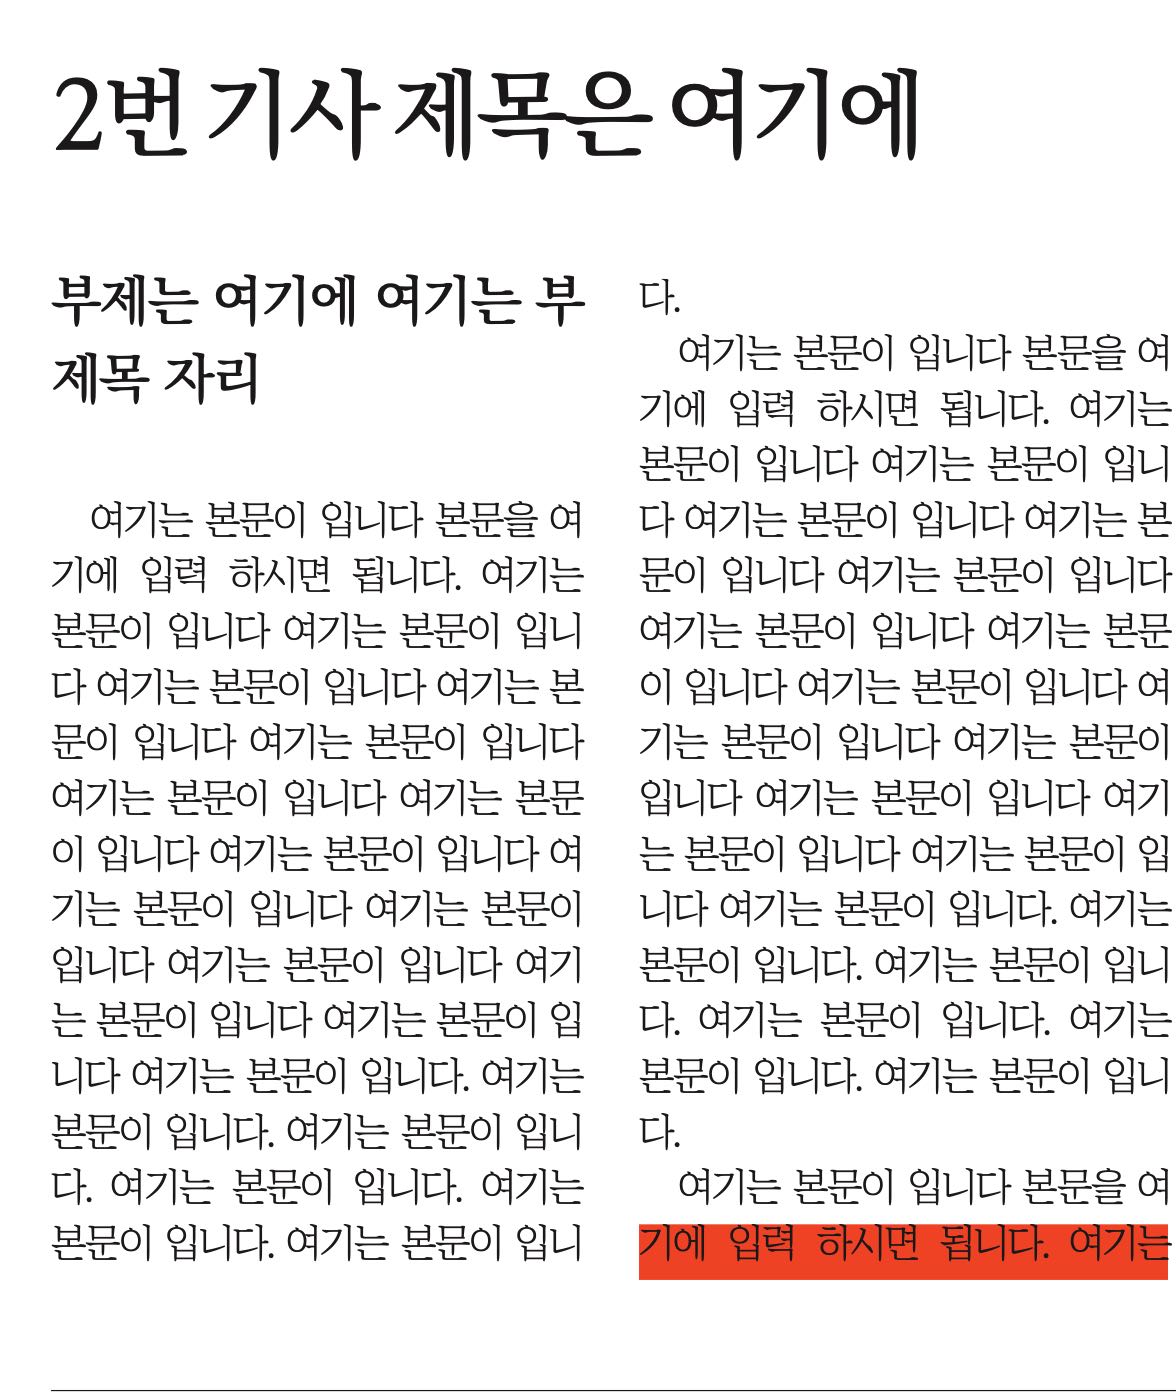 2번 기사 제목은 여기에
부제는 여기에 여기는 부
제목 자리
여기는 본문이 입니다 본문을 여
기에 입력 하시면 됩니다. 여기는
본문이 입니다 여기는 본문이 입니
다 여기는 본문이 입니다 여기는 본
문이 입니다 여기는 본문이 입니다
여기는 본문이 입니다 여기는 본문
이 입니다 여기는 본문이 입니다 여
기는 본문이 입니다 여기는 본문이
입니다 여기는 본문이 입니다 여기
는 본문이 입니다 여기는 본문이 입
니다 여기는 본문이 입니다. 여기는
본문이 입니다. 여기는 본문이 입니
다. 여기는 본문이 입니다. 여기는
본문이 입니다. 여기는 본문이 입니
다.
여기는 본문이 입니다 본문을 여
기에 입력 하시면 됩니다. 여기는
본문이 입니다 여기는 본문이 입니
다 여기는 본문이 입니다 여기는 본
문이 입니다 여기는 본문이 입니다
여기는 본문이 입니다 여기는 본문
이 입니다 여기는 본문이 입니다 여
기는 본문이 입니다 여기는 본문이
입니다 여기는 본문이 입니다 여기
는 본문이 입니다 여기는 본문이 입
니다 여기는 본문이 입니다. 여기는
본문이 입니다. 여기는 본문이 입니
다. 여기는 본문이 입니다. 여기는
본문이 입니다. 여기는 본문이 입니
다.
여기는 본문이 입니다 본문을 여
기에 입력 하시면 됩니다. 여기는